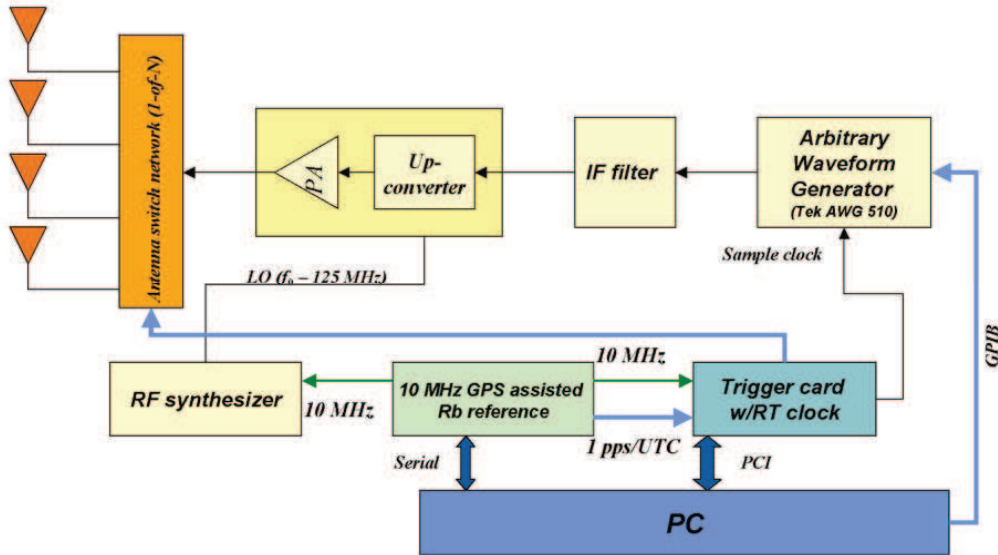 Antenna switch network (1-of-N)
PA
Up-
converter
IF filter
Arbitrary
Waveform
Generator
(Tek AWG 510)
Sample clock
LO (fₒ – 125 MHz)
GPIB
RF synthesizer
10 MHz
10 MHz GPS assisted
Rb reference
10 MHz
1 pps/UTC
Trigger card
w/RT clock
Serial
PCI
PC